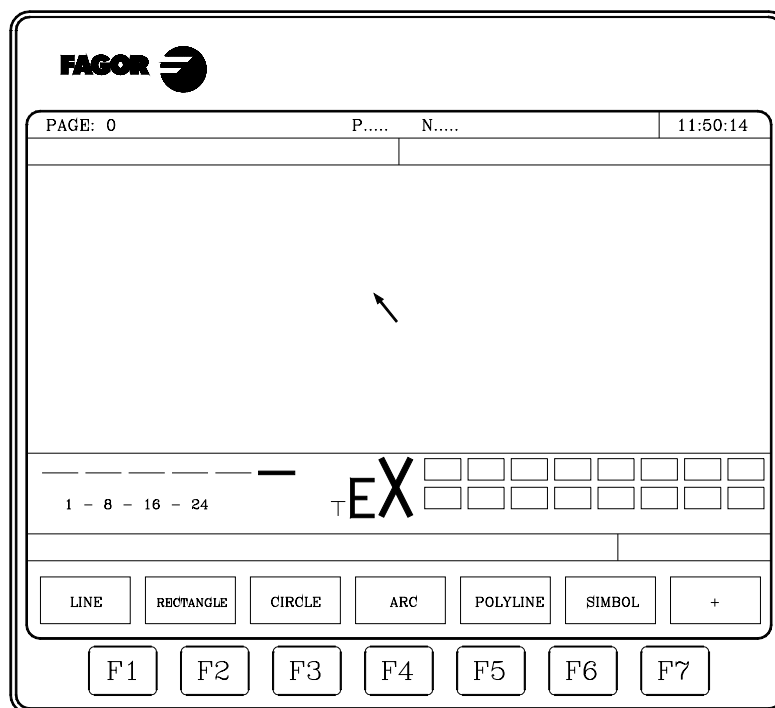 FAGOR
PAGE: 0 P..... N..... 11:50:14
1 - 8 - 16 - 24
TEX
LINE RECTANGLE CIRCLE ARC POLYLINE SIMBOL +
F1 F2 F3 F4 F5 F6 F7